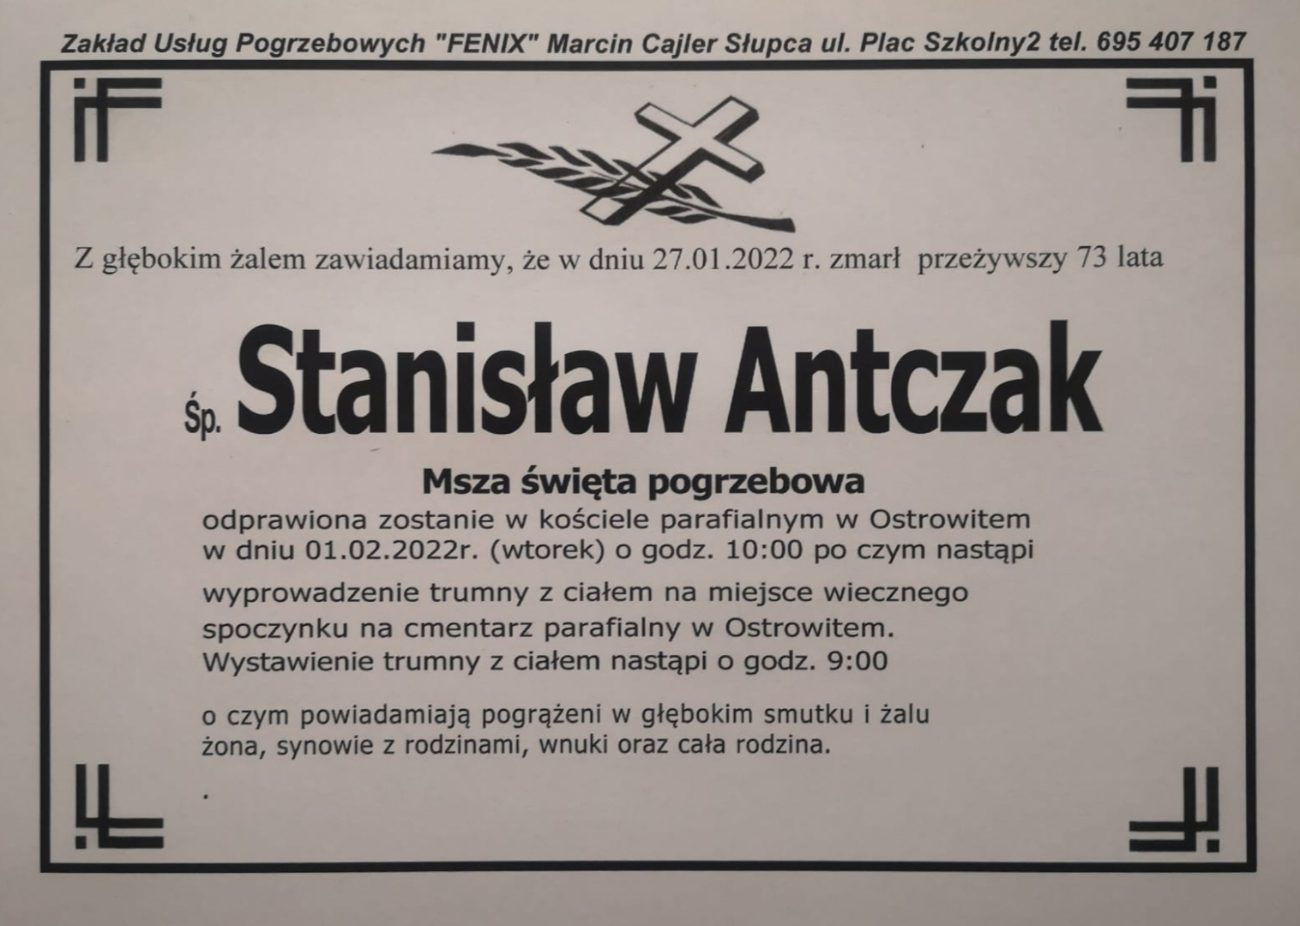 Zakład Usług Pogrzebowych "FENIX" Marcin Cajler Słupca ul. Plac Szkolny2 tel. 695 407 187
Z głębokim żalem zawiadamiamy, że w dniu 27.01.2022 r. zmarł przeżywszy 73 lata
Śp. Stanisław Antczak
Msza święta pogrzebowa
odprawiona zostanie w kościele parafialnym w Ostrowitem
w dniu 01.02.2022r. (wtorek) o godz. 10:00 po czym nastąpi
wyprowadzenie trumny z ciałem na miejsce wiecznego
spoczynku na cmentarz parafialny w Ostrowitem.
Wystawienie trumny z ciałem nastąpi o godz. 9:00
o czym powiadamiają pogrążeni w głębokim smutku i żalu
żona, synowie z rodzinami, wnuki oraz cała rodzina.
.